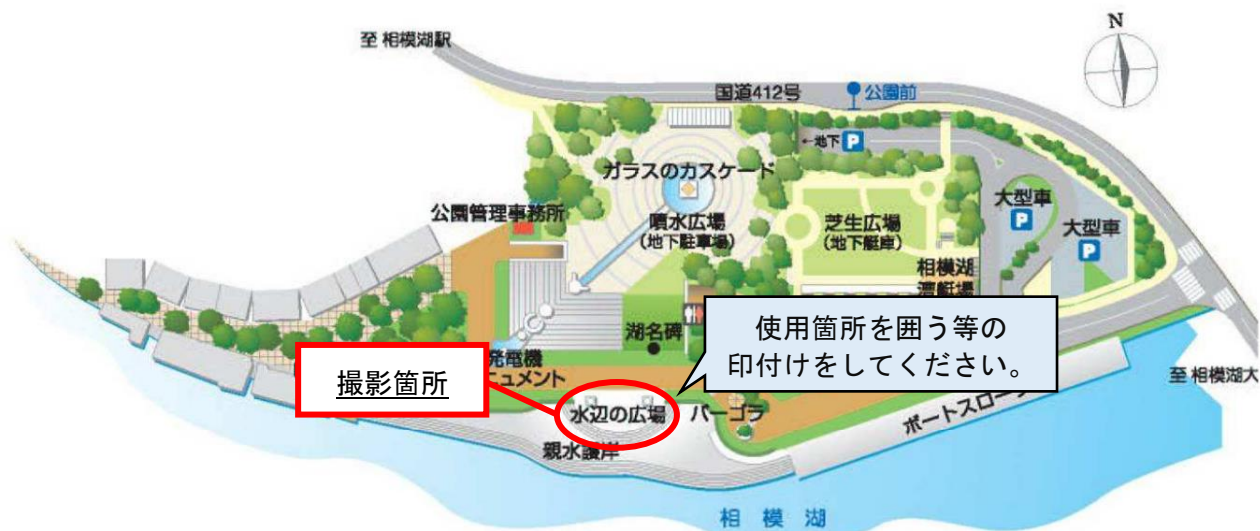 N
至 相模湖駅
国道412号
公園前
←地下 P
ガラスのカスケード
公園管理事務所
噴水広場
(地下駐車場)
芝生広場
(地下艇庫)
大型車
P
大型車
P
相模湖
漕艇場
湖名碑
使用箇所を囲う等の
印付けをしてください。
発電機
ニュメント
撮影箇所
至 相模湖大
水辺の広場
パーゴラ
ボートスロー
親水護岸
相模湖